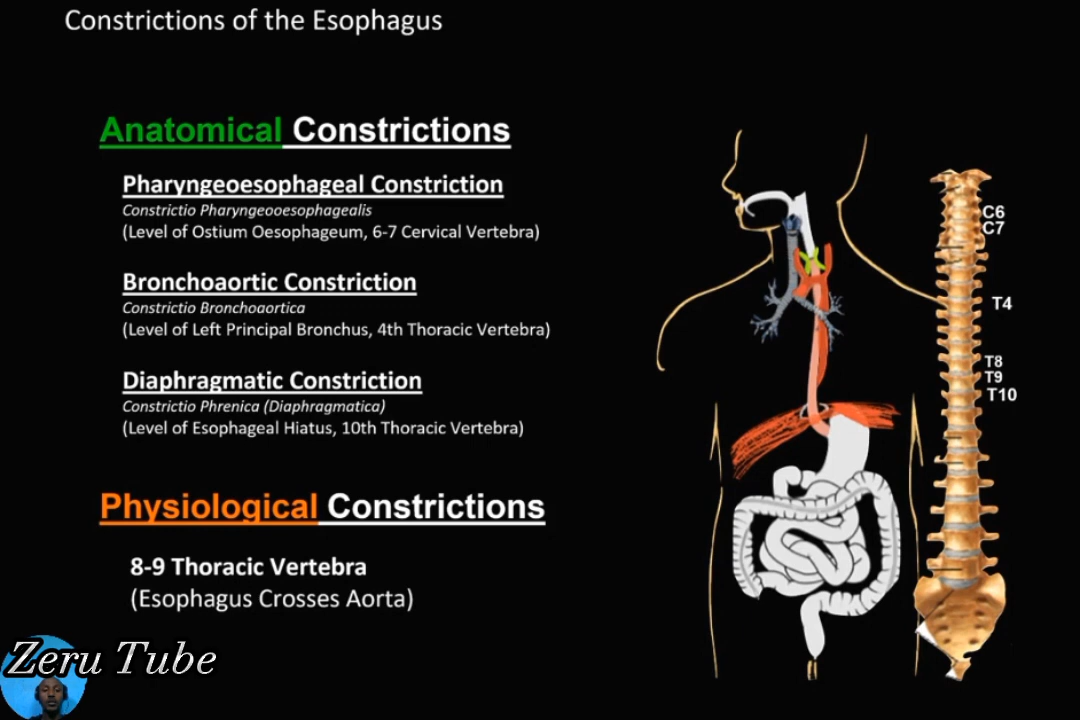 Constrictions of the Esophagus
Anatomical Constrictions
Pharyngeoesophageal Constriction
Constrictio Pharyngeooesophagealis
(Level of Ostium Oesophageum, 6-7 Cervical Vertebra)
Bronchoaortic Constriction
Constrictio Bronchoaortica
(Level of Left Principal Bronchus, 4th Thoracic Vertebra)
Diaphragmatic Constriction
Constrictio Phrenica (Diaphragmatica)
(Level of Esophageal Hiatus, 10th Thoracic Vertebra)
Physiological Constrictions
8-9 Thoracic Vertebra
(Esophagus Crosses Aorta)
C6
C7
T4
T8
T9
T10
Zeru Tube